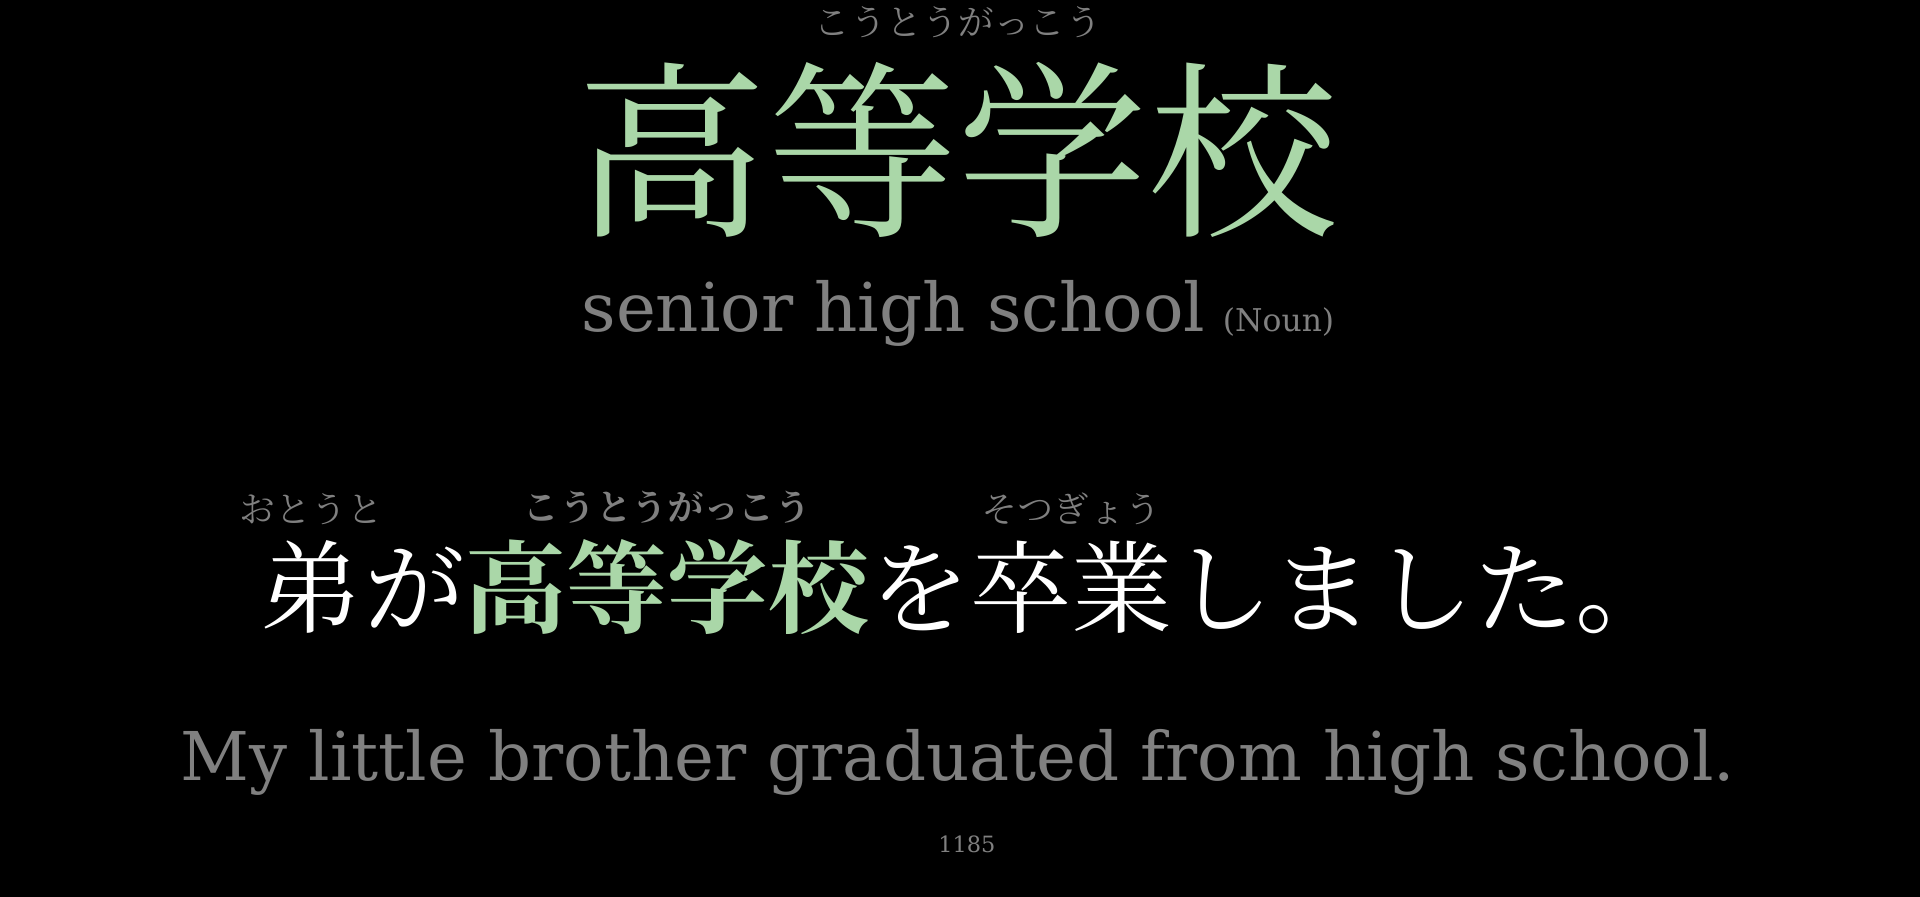 こうとうがっこう
高等学校
senior high school (Noun)
おとうと こうとうがっこう そつぎょう
弟が高等学校を卒業しました。
My little brother graduated from high school.
1185